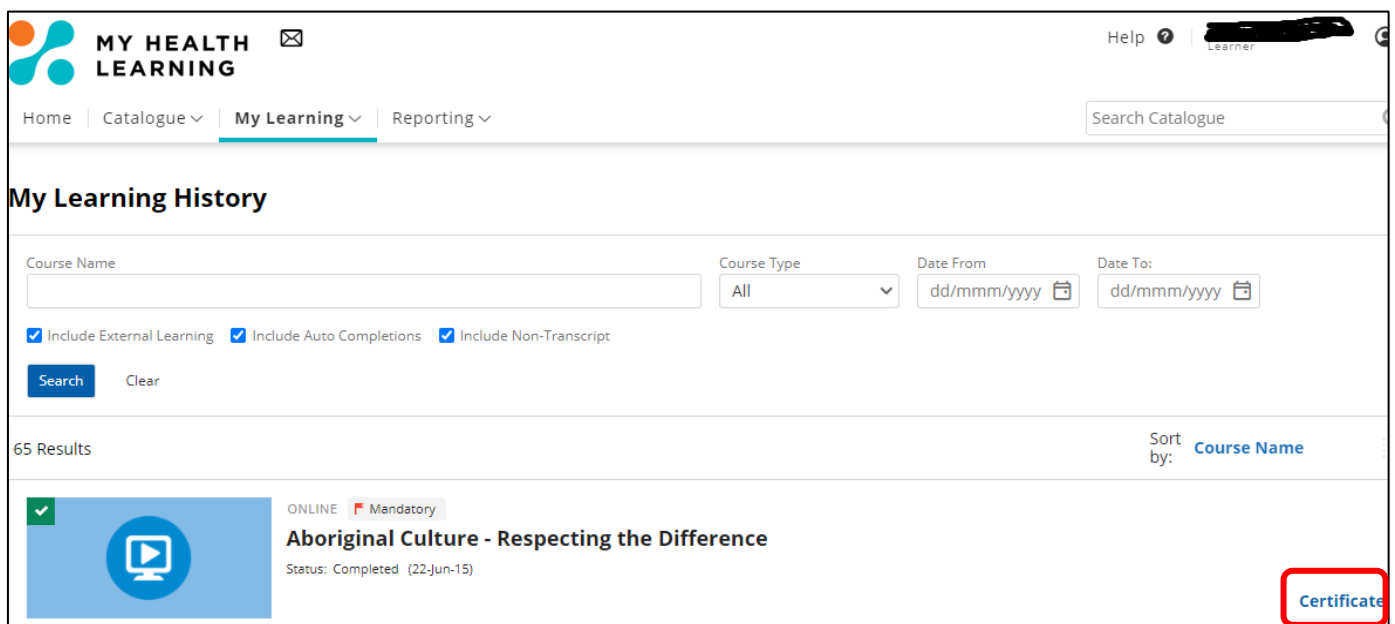 MY HEALTH
LEARNING
Help
Learner
Home Catalogue My Learning Reporting Search Catalogue
My Learning History
Course Name Course Type Date From Date To:
All dd/mmm/yyyy dd/mmm/yyyy
Include External Learning Include Auto Completions Include Non-Transcript
Search Clear
65 Results Sort by: Course Name
ONLINE Mandatory
Aboriginal Culture - Respecting the Difference
Status: Completed (22-Jun-15)
Certificate